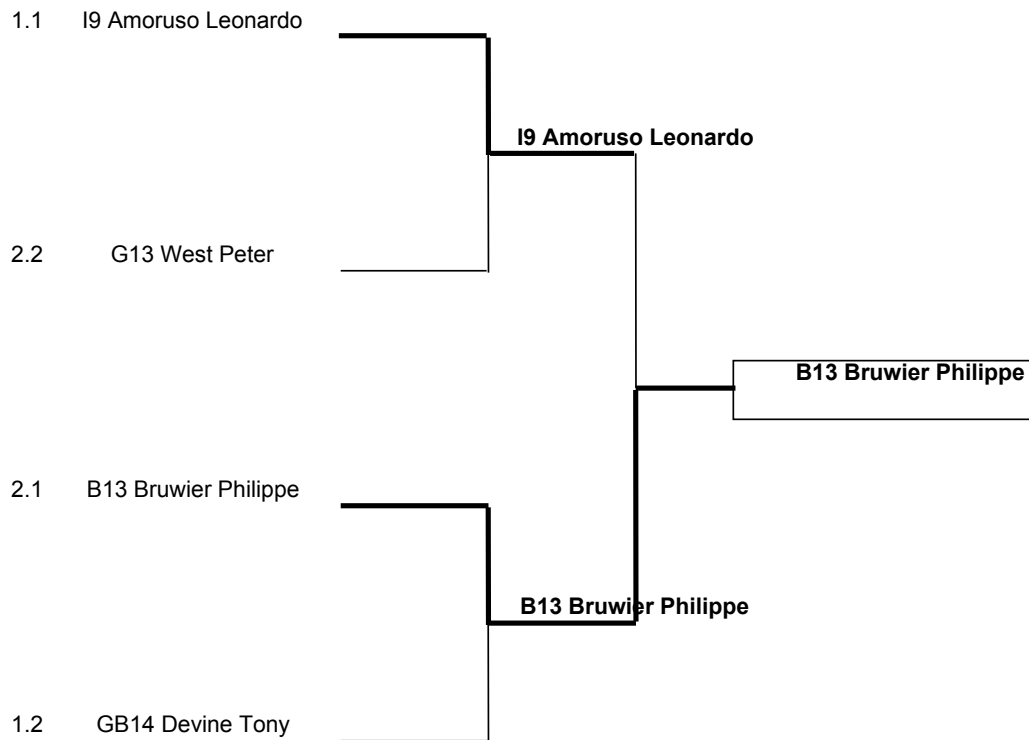 1.1 I9 Amoruso Leonardo
I9 Amoruso Leonardo
2.2 G13 West Peter
B13 Bruwier Philippe
2.1 B13 Bruwier Philippe
B13 Bruwier Philippe
1.2 GB14 Devine Tony